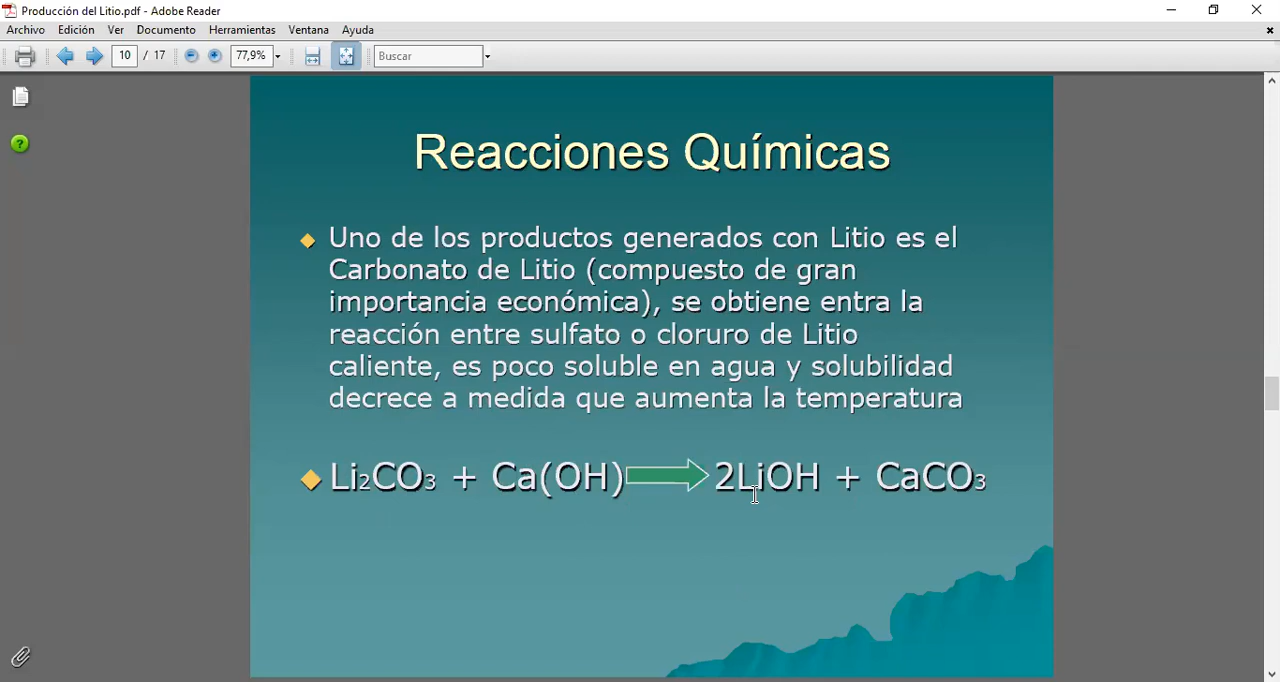 Producción del Litio.pdf - Adobe Reader
Archivo Edición Ver Documento Herramientas Ventana Ayuda
10 / 17 77,9% Buscar
Reacciones Químicas
Uno de los productos generados con Litio es el
Carbonato de Litio (compuesto de gran
importancia económica), se obtiene entra la
reacción entre sulfato o cloruro de Litio
caliente, es poco soluble en agua y solubilidad
decrece a medida que aumenta la temperatura
Li2CO3 + Ca(OH) 2LiOH + CaCO3